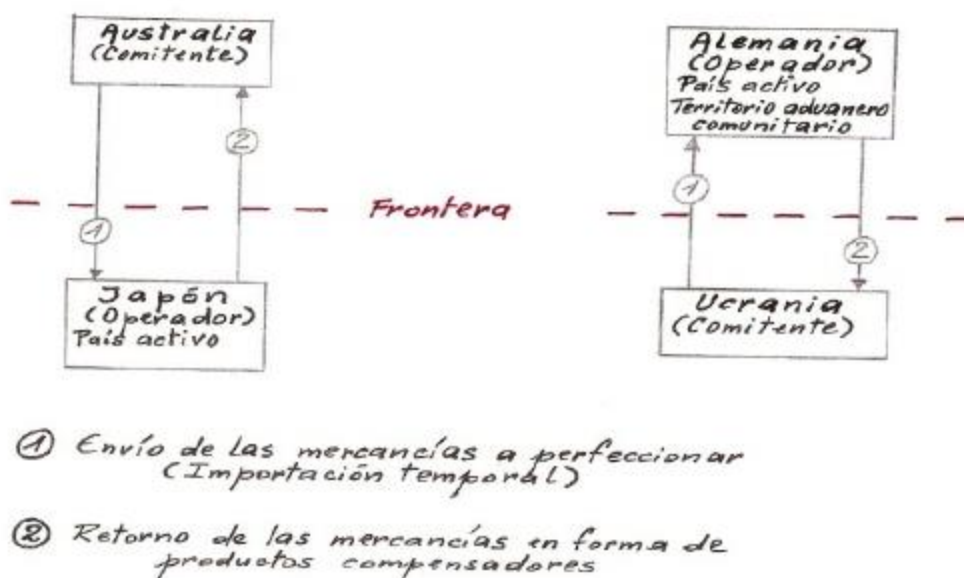 Australia
(Comitente)
2
1
Japón
(Operador)
País activo
Frontera
Alemania
(Operador)
País activo
Territorio aduanero
comunitario
1
2
Ucrania
(Comitente)
1 Envío de las mercancías a perfeccionar
(Importación temporal)
2 Retorno de las mercancías en forma de
productos compensadores